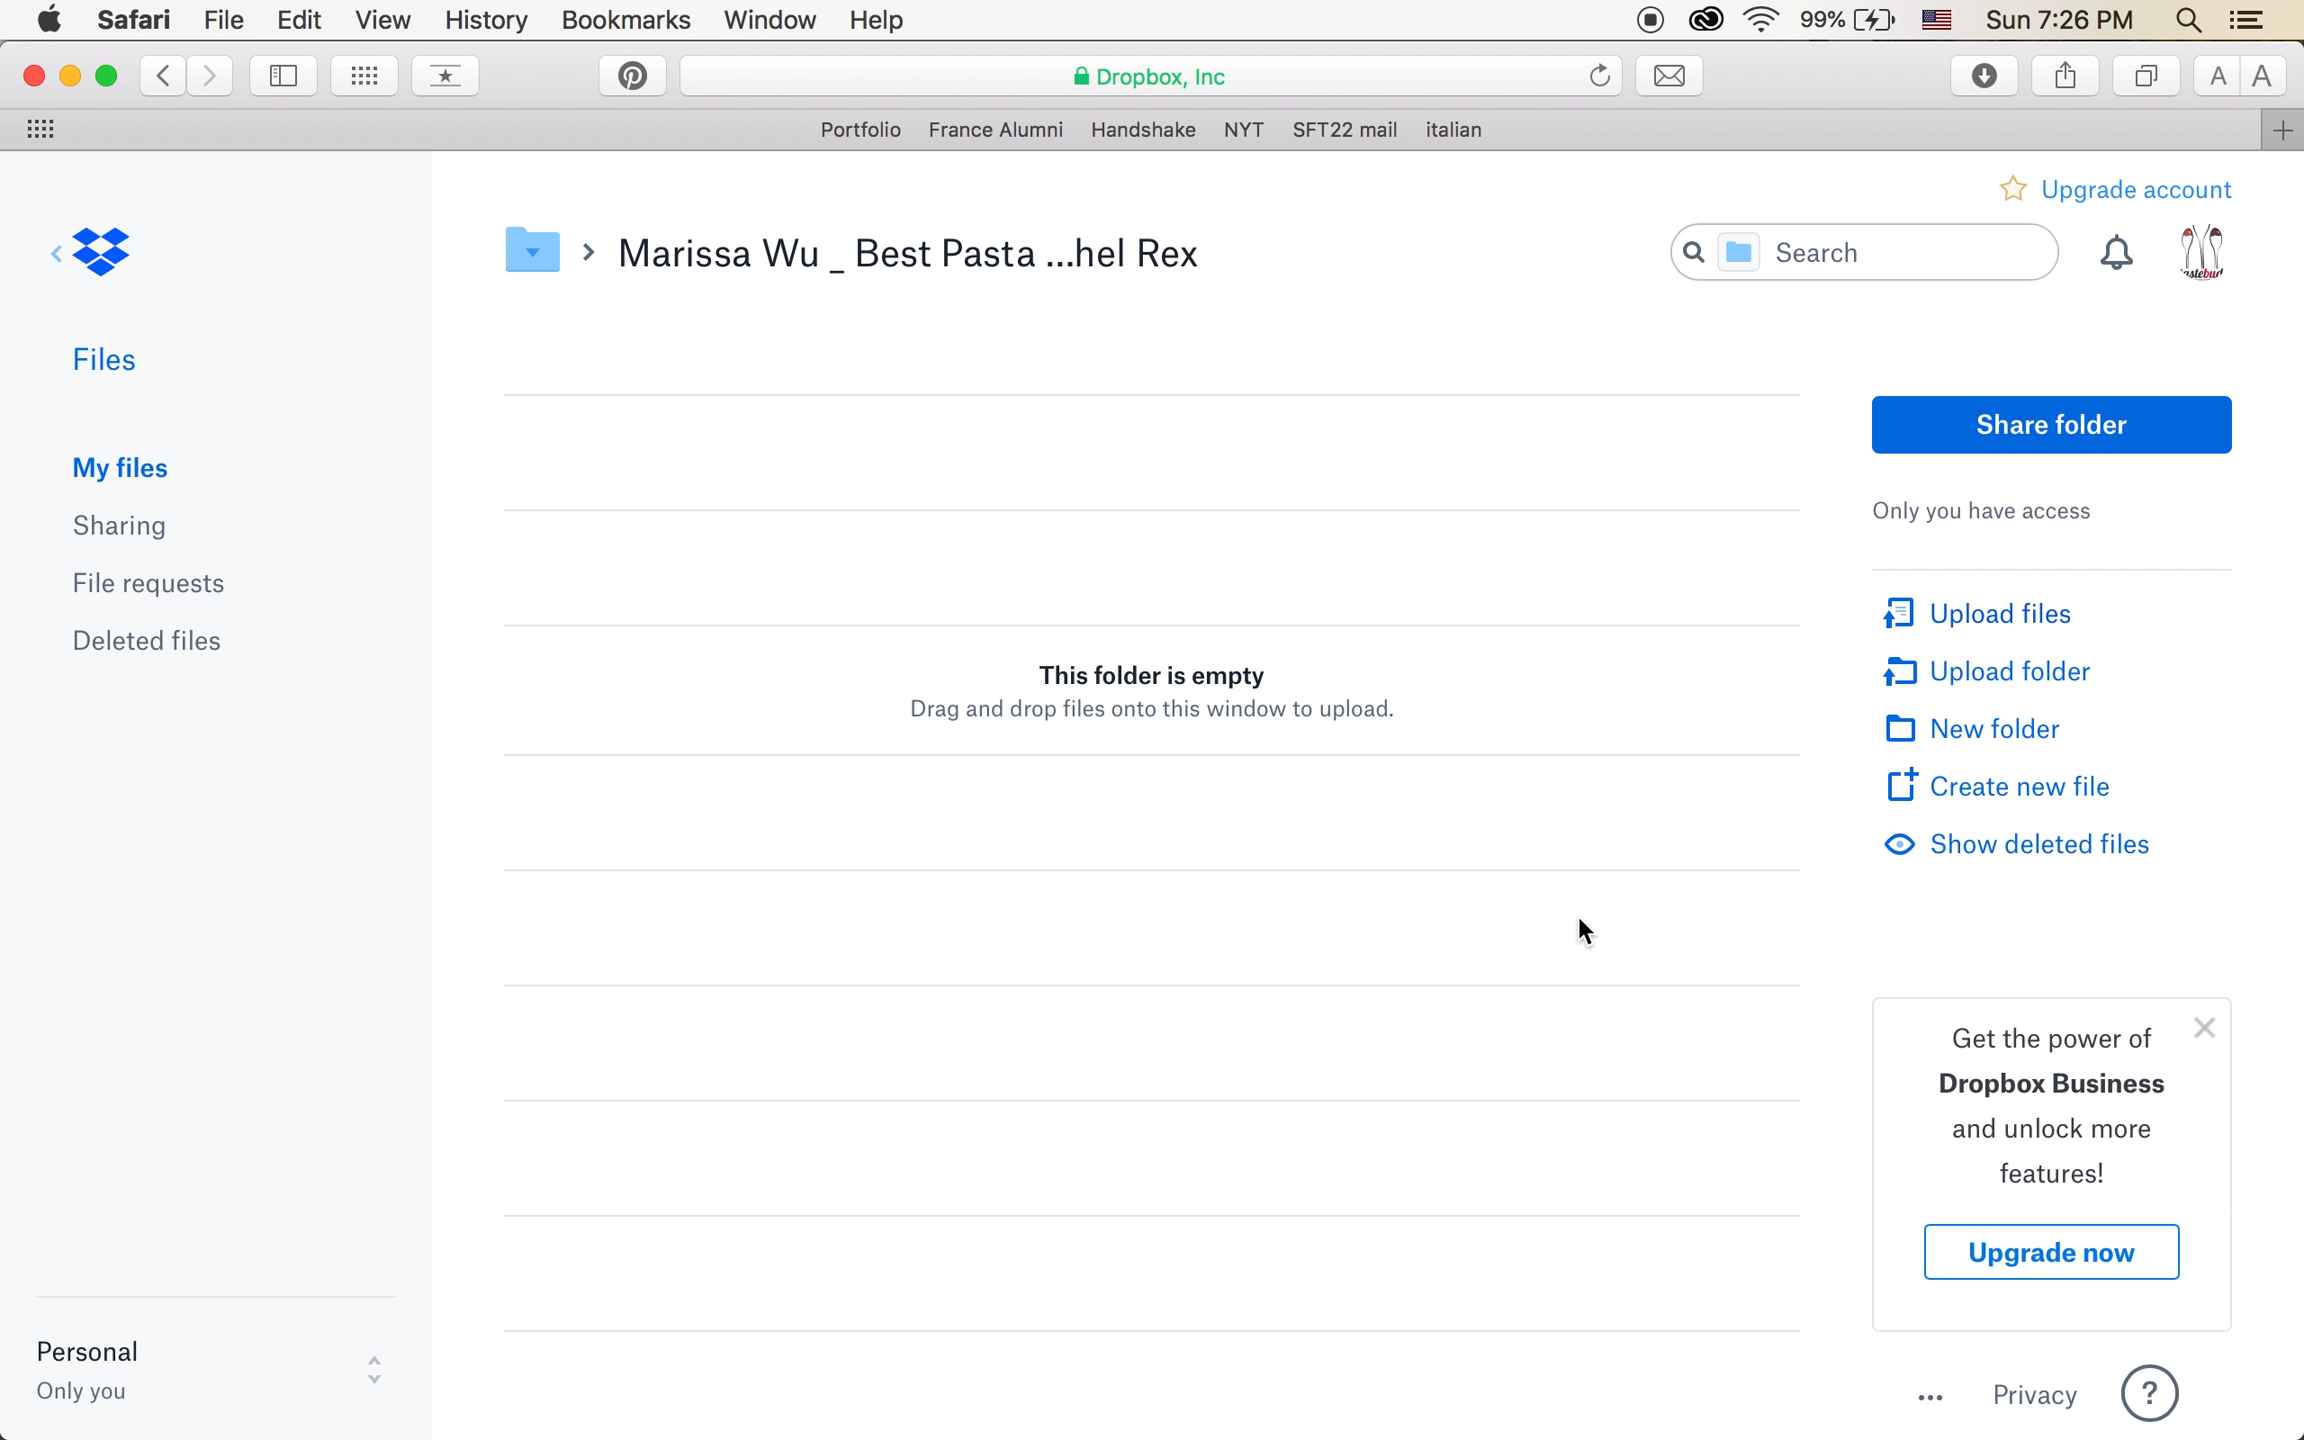 Safari File Edit View History Bookmarks Window Help 99% Sun 7:26 PM
Dropbox, Inc A A
Portfolio France Alumni Handshake NYT SFT22 mail italian
Upgrade account
Marissa Wu _ Best Pasta ...hel Rex
Search
Files
My files
Sharing
File requests
Deleted files
This folder is empty
Drag and drop files onto this window to upload.
Share folder
Only you have access
Upload files
Upload folder
New folder
Create new file
Show deleted files
Get the power of
Dropbox Business
and unlock more
features!
Upgrade now
Personal
Only you
... Privacy ?